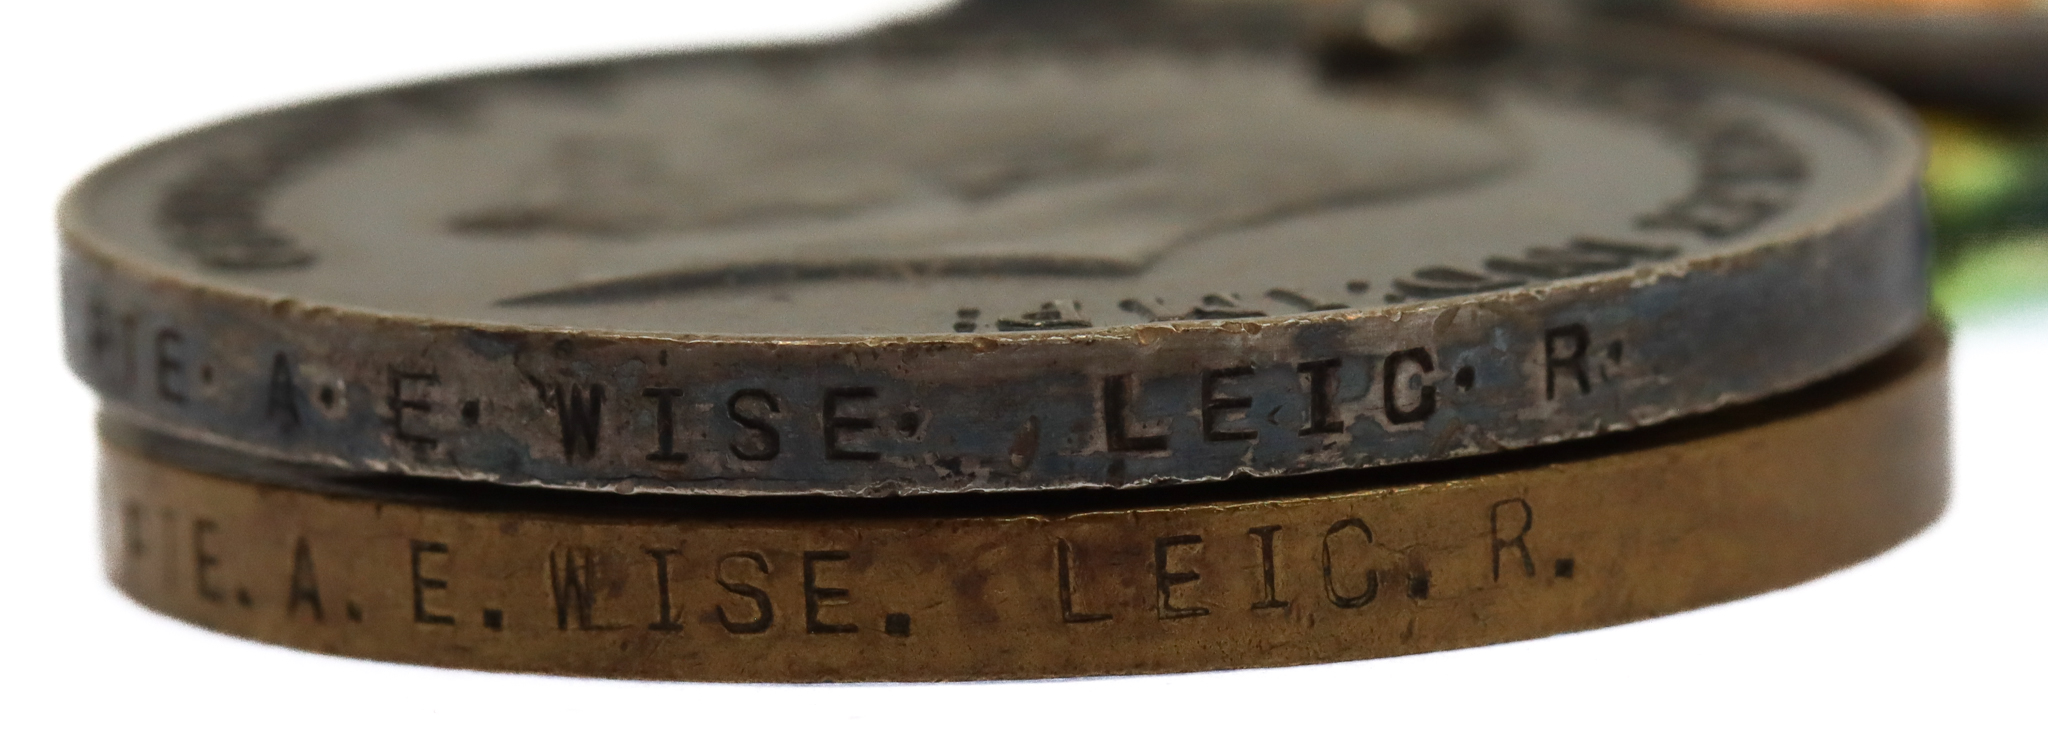 PTE. A. E. WISE. LEIC. R.
PTE. A. E. WISE. LEIC. R.